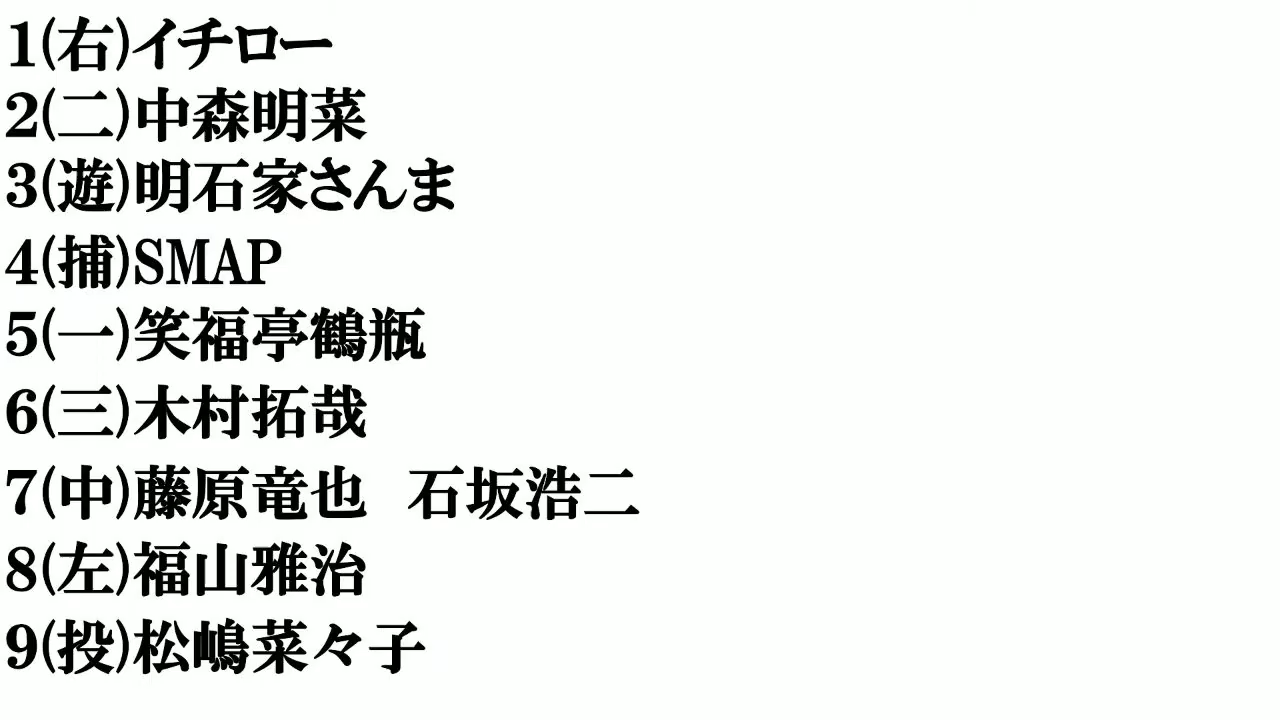 1(右)イチロー
2(二)中森明菜
3(遊)明石家さんま
4(捕)SMAP
5(一)笑福亭鶴瓶
6(三)木村拓哉
7(中)藤原竜也　石坂浩二
8(左)福山雅治
9(投)松嶋菜々子